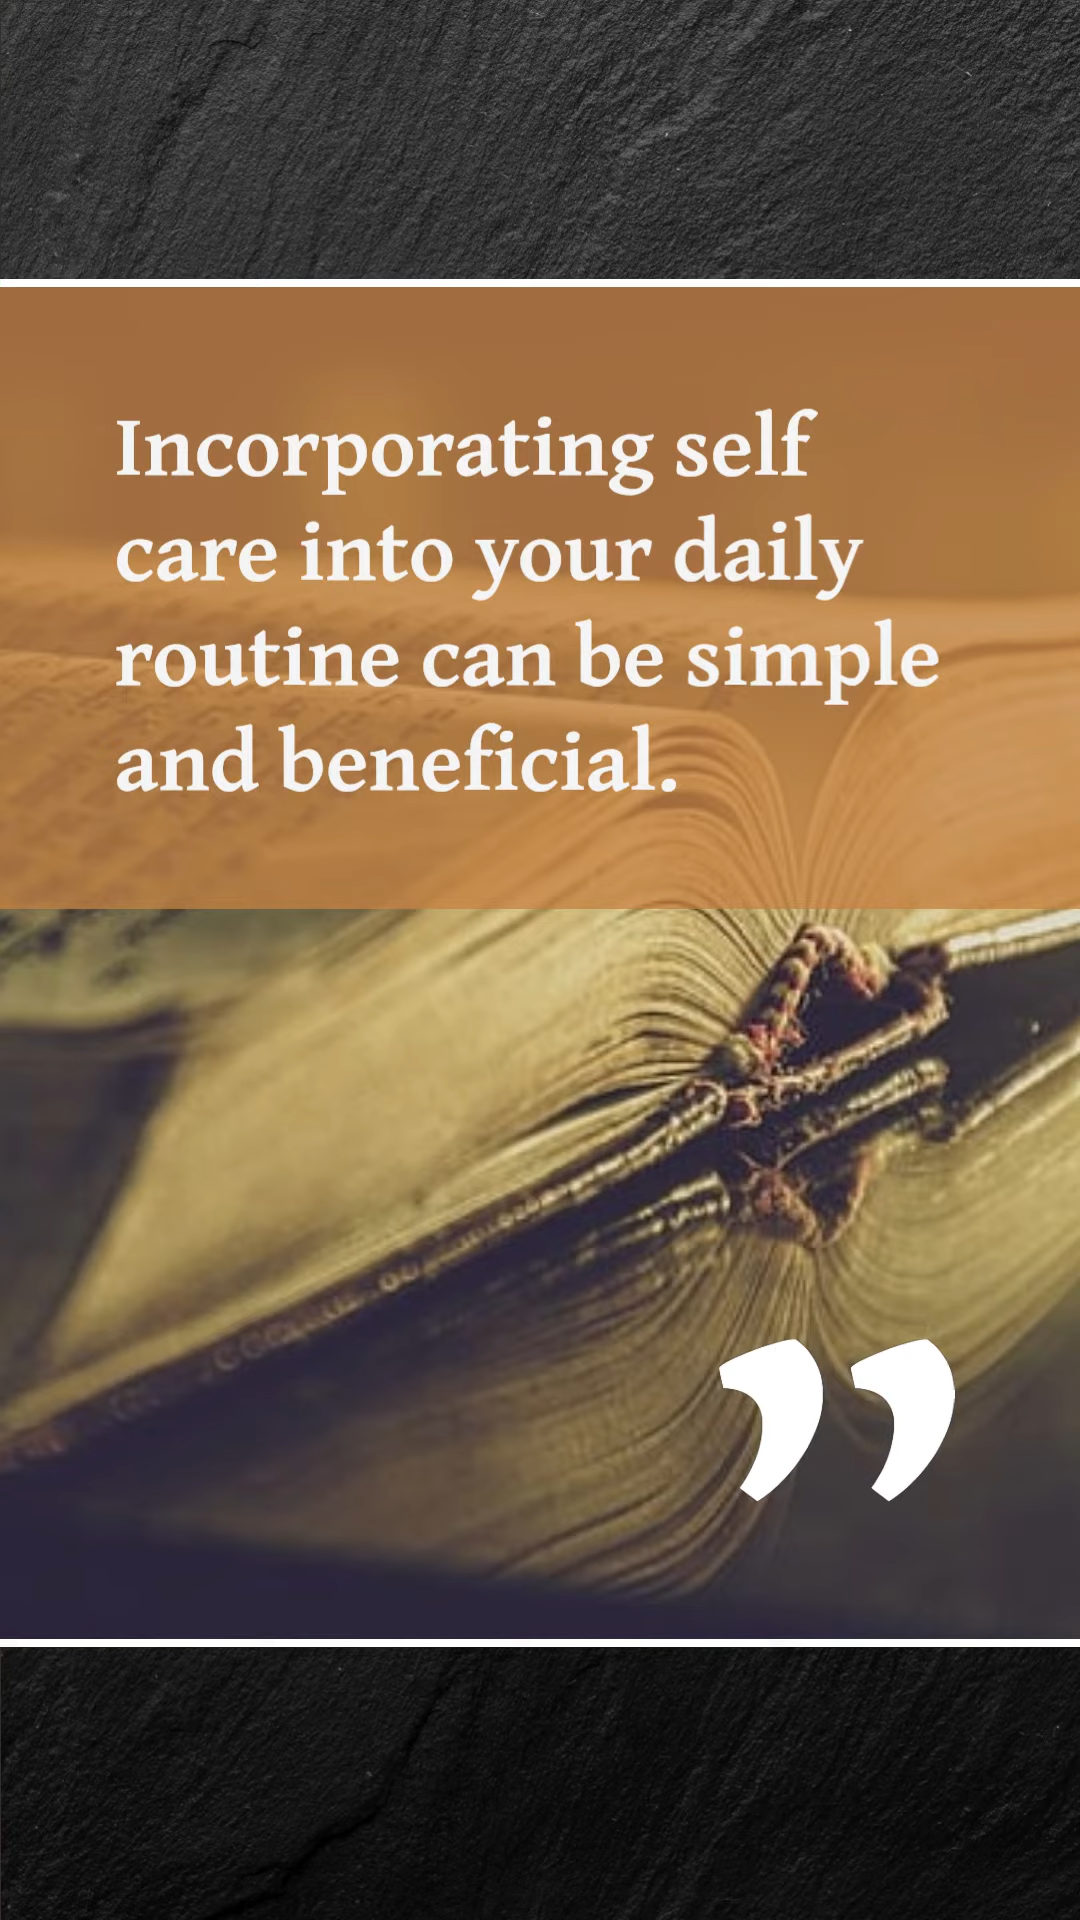 Incorporating self
care into your daily
routine can be simple
and beneficial.
”